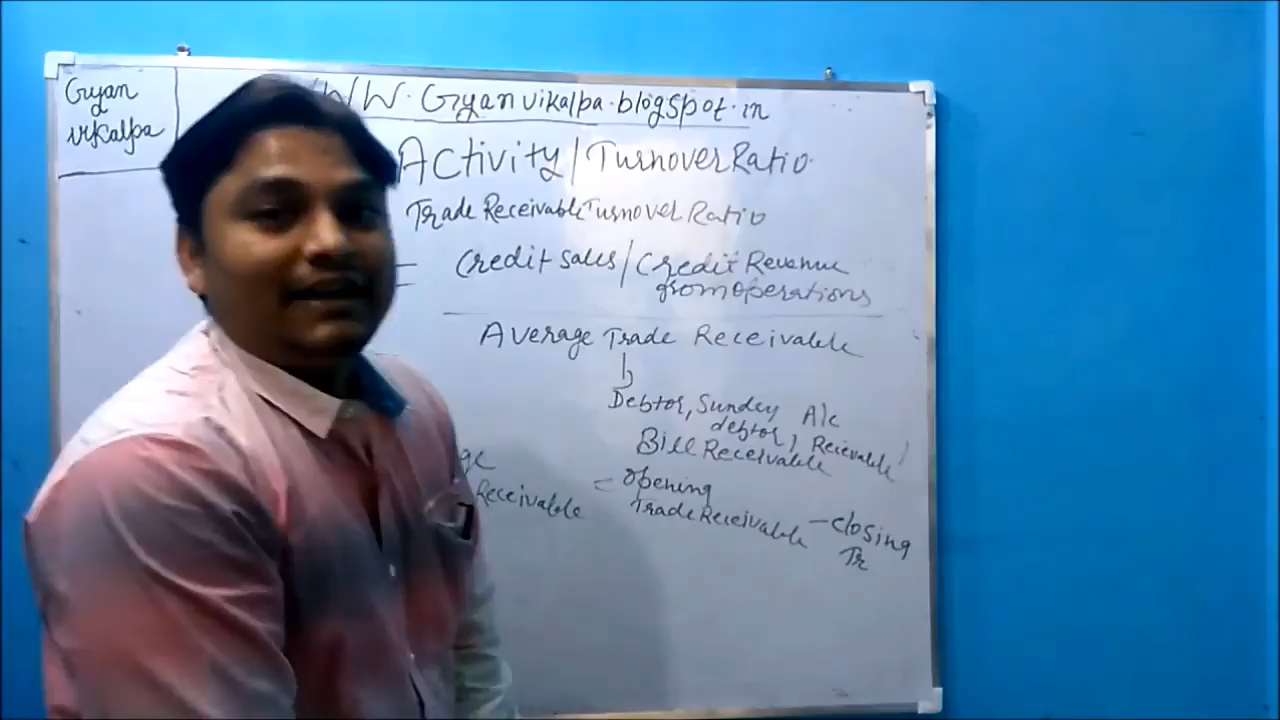 Gyan
vikalpa
W.Gyanvikalpa.blogspot.in
Activity/Turnover Ratio
Trade Receivable Turnover Ratio
= Credit sales/Credit Revenue
from operations
Average Trade Receivable
Debtor, Sundry A/c
debtor, Receivable
Bill Receivable
ge
Receivable = opening
Trade Receivable - closing
Tr